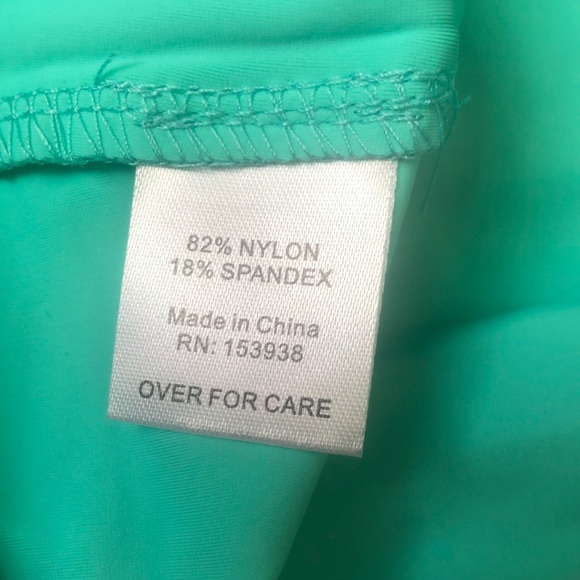 82% NYLON
18% SPANDEX
Made in China
RN: 153938
OVER FOR CARE